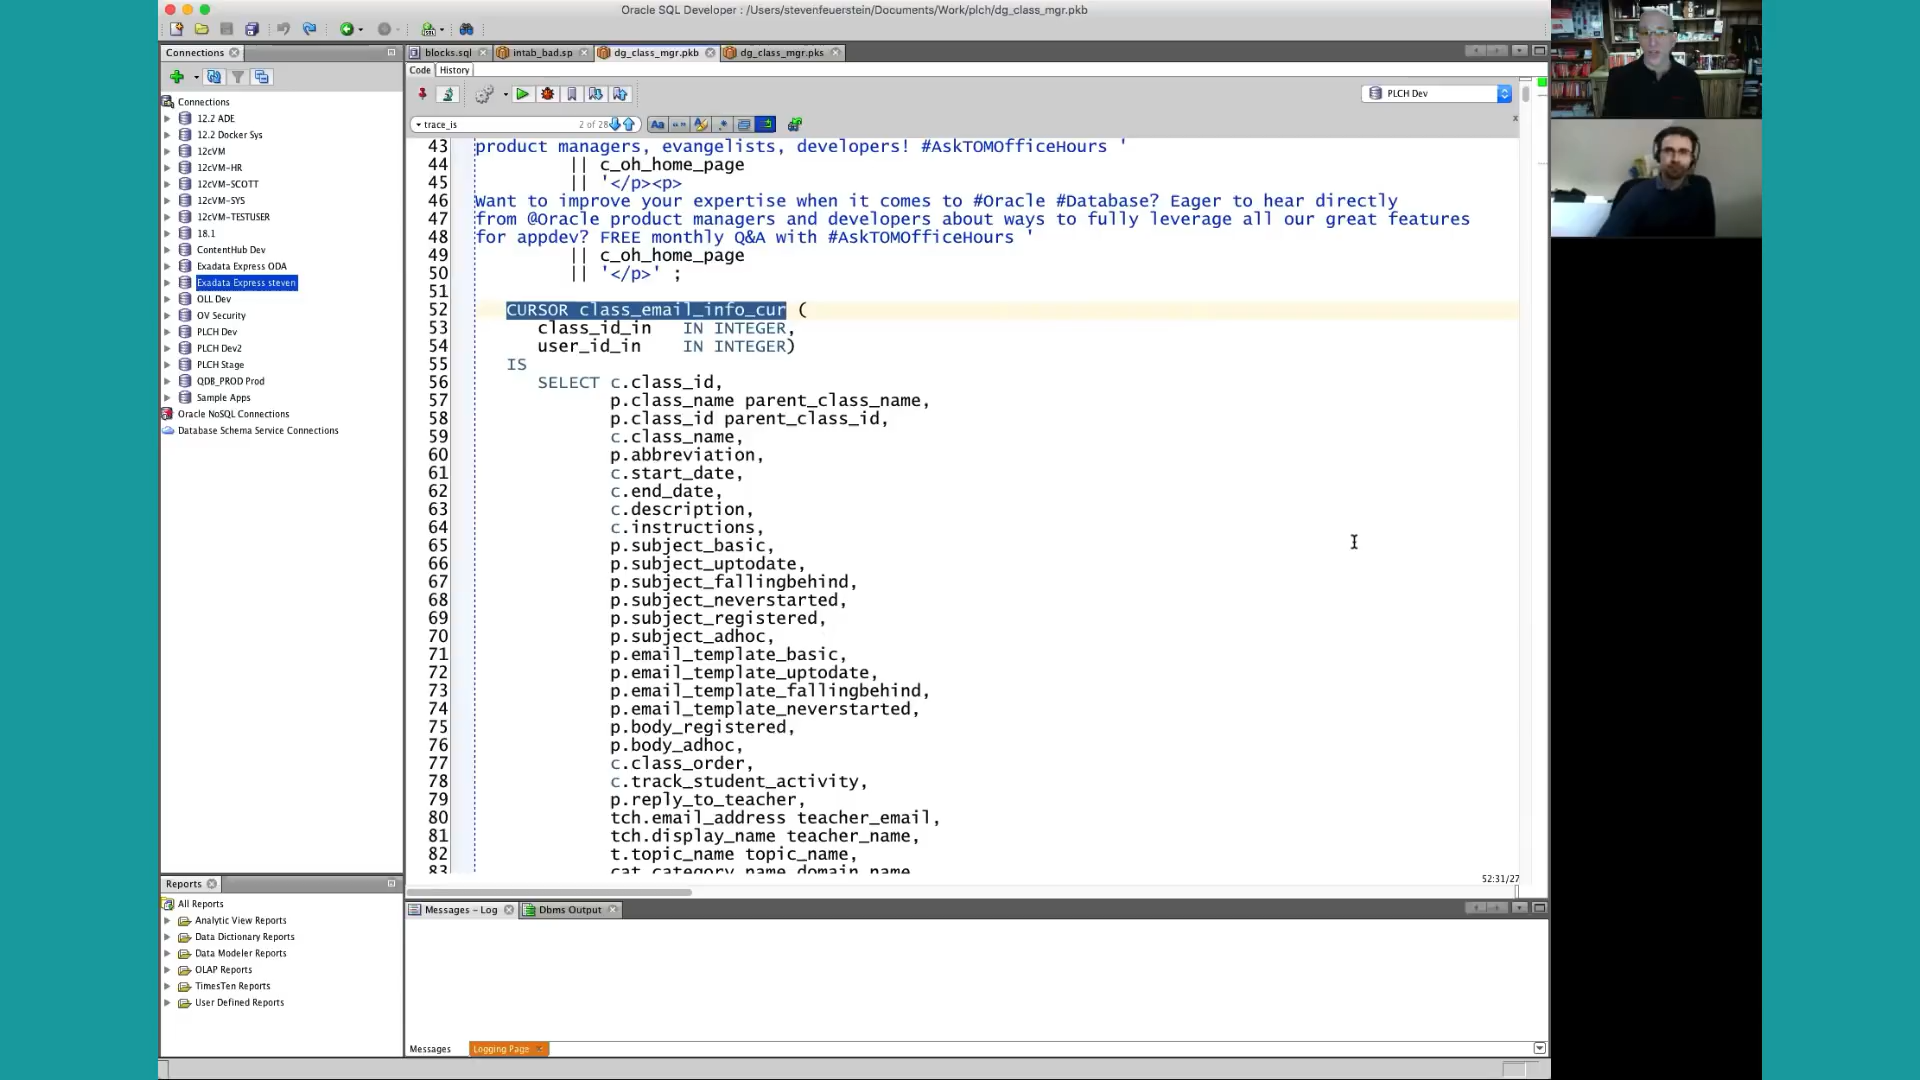 Oracle SQL Developer : /Users/stevenfeuerstein/Documents/Work/plch/dg_class_mgr.pkb
Connections
blocks.sql
intab_bad.sp
dg_class_mgr.pkb
dg_class_mgr.pks
Code
History
PLCH Dev
trace_is
2 of 28
Connections
12.2 ADE
12.2 Docker Sys
12cVM
12cVM-HR
12cVM-SCOTT
12cVM-SYS
12cVM-TESTUSER
18.1
ContentHub Dev
Exadata Express ODA
Exadata Express steven
OLL Dev
OV Security
PLCH Dev
PLCH Dev2
PLCH Stage
QDB_PROD Prod
Sample Apps
Oracle NoSQL Connections
Database Schema Service Connections
43 product managers, evangelists, developers! #AskTOMOfficeHours '
44 || c_oh_home_page
45 || '</p><p>
46 Want to improve your expertise when it comes to #Oracle #Database? Eager to hear directly
47 from @Oracle product managers and developers about ways to fully leverage all our great features
48 for appdev? FREE monthly Q&A with #AskTOMOfficeHours '
49 || c_oh_home_page
50 || '</p>' ;
51
52 CURSOR class_email_info_cur (
53 class_id_in IN INTEGER,
54 user_id_in IN INTEGER)
55 IS
56 SELECT c.class_id,
57 p.class_name parent_class_name,
58 p.class_id parent_class_id,
59 c.class_name,
60 p.abbreviation,
61 c.start_date,
62 c.end_date,
63 c.description,
64 c.instructions,
65 p.subject_basic,
66 p.subject_uptodate,
67 p.subject_fallingbehind,
68 p.subject_neverstarted,
69 p.subject_registered,
70 p.subject_adhoc,
71 p.email_template_basic,
72 p.email_template_uptodate,
73 p.email_template_fallingbehind,
74 p.email_template_neverstarted,
75 p.body_registered,
76 p.body_adhoc,
77 c.class_order,
78 c.track_student_activity,
79 p.reply_to_teacher,
80 tch.email_address teacher_email,
81 tch.display_name teacher_name,
82 t.topic_name topic_name,
83 cat.category_name domain_name
52:31/27
Reports
All Reports
Analytic View Reports
Data Dictionary Reports
Data Modeler Reports
OLAP Reports
TimesTen Reports
User Defined Reports
Messages - Log
Dbms Output
Messages
Logging Page